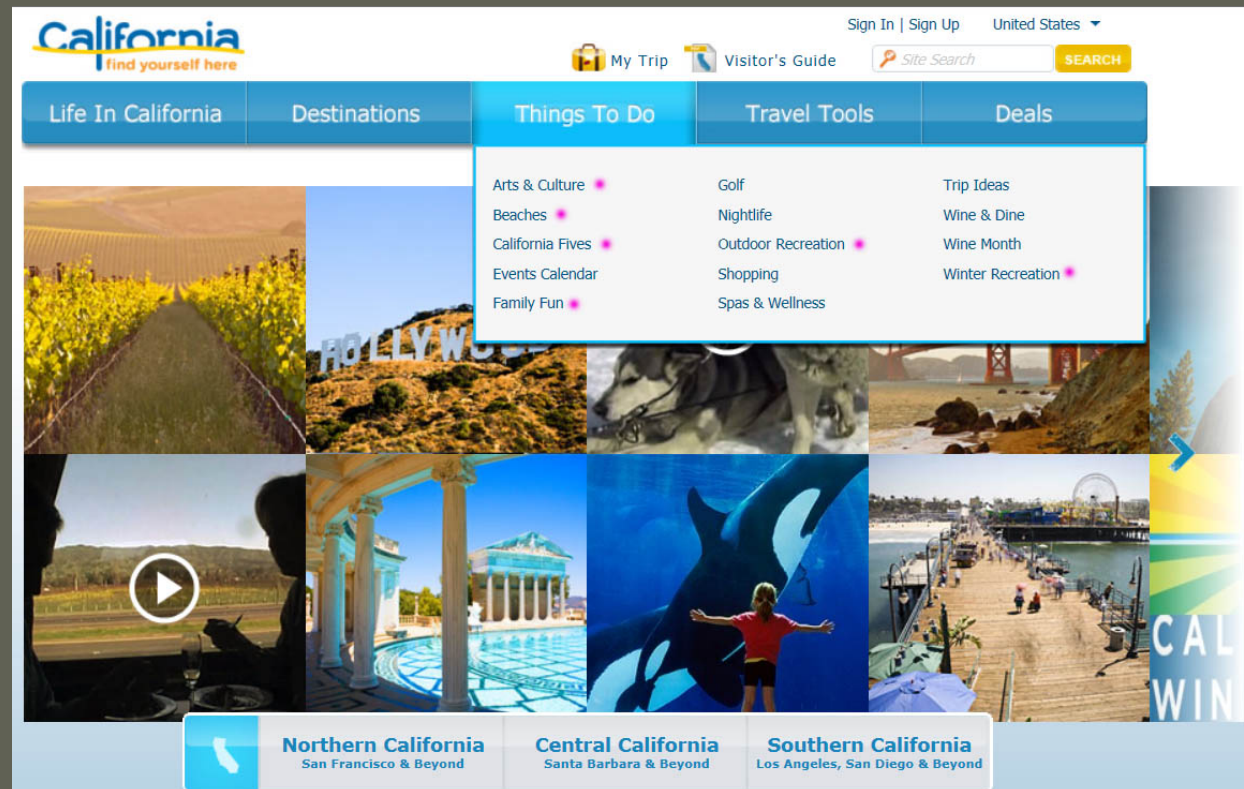 California
find yourself here
Sign In | Sign Up
United States
My Trip
Visitor's Guide
Site Search
SEARCH
Life In California
Destinations
Things To Do
Travel Tools
Deals
Arts & Culture
Beaches
California Fives
Events Calendar
Family Fun
Golf
Nightlife
Outdoor Recreation
Shopping
Spas & Wellness
Trip Ideas
Wine & Dine
Wine Month
Winter Recreation
HOLLYWOOD
CAL
WIN
Northern California
San Francisco & Beyond
Central California
Santa Barbara & Beyond
Southern California
Los Angeles, San Diego & Beyond